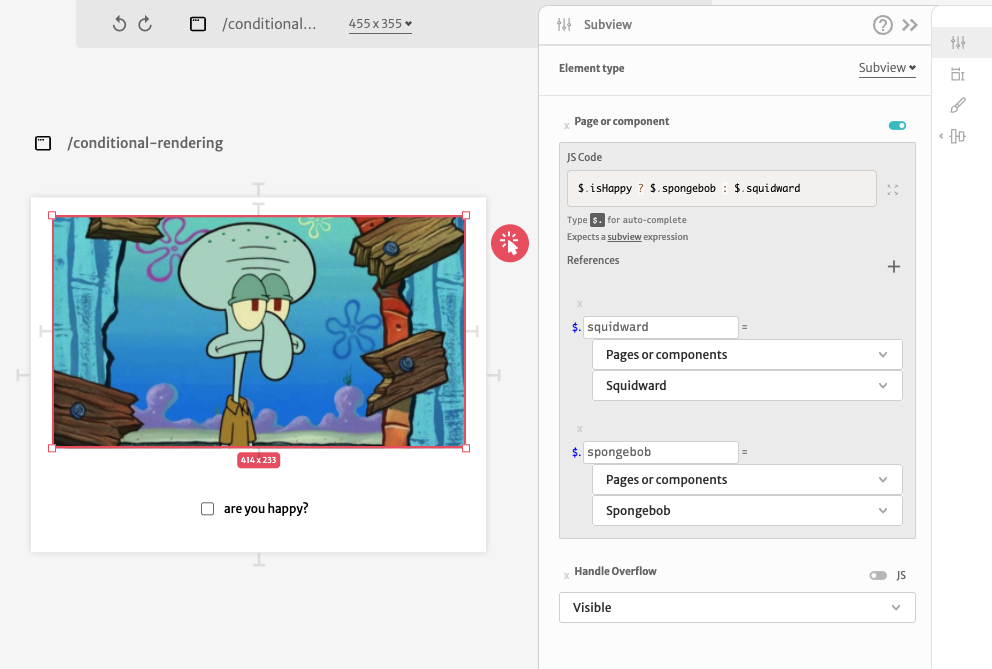 /conditional...
455 x 355
Subview
?
Element type
Subview
/conditional-rendering
x Page or component
JS Code
$.isHappy ? $.spongebob : $.squidward
Type $. for auto-complete
Expects a subview expression
References
+
x
$. squidward =
Pages or components
Squidward
x
$. spongebob =
Pages or components
Spongebob
414 x 233
are you happy?
x Handle Overflow
JS
Visible